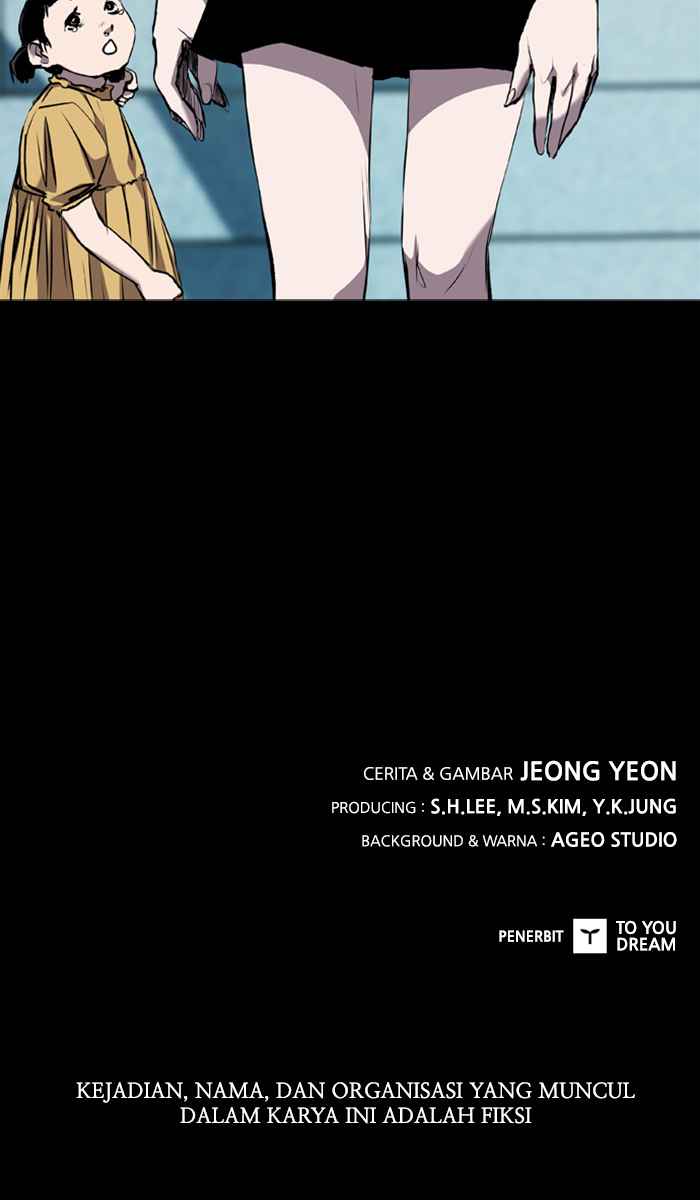 CERITA & GAMBAR JEONG YEON
PRODUCING : S.H.LEE, M.S.KIM, Y.K.JUNG
BACKGROUND & WARNA : AGEO STUDIO
PENERBIT TO YOU
DREAM
KEJADIAN, NAMA, DAN ORGANISASI YANG MUNCUL
DALAM KARYA INI ADALAH FIKSI